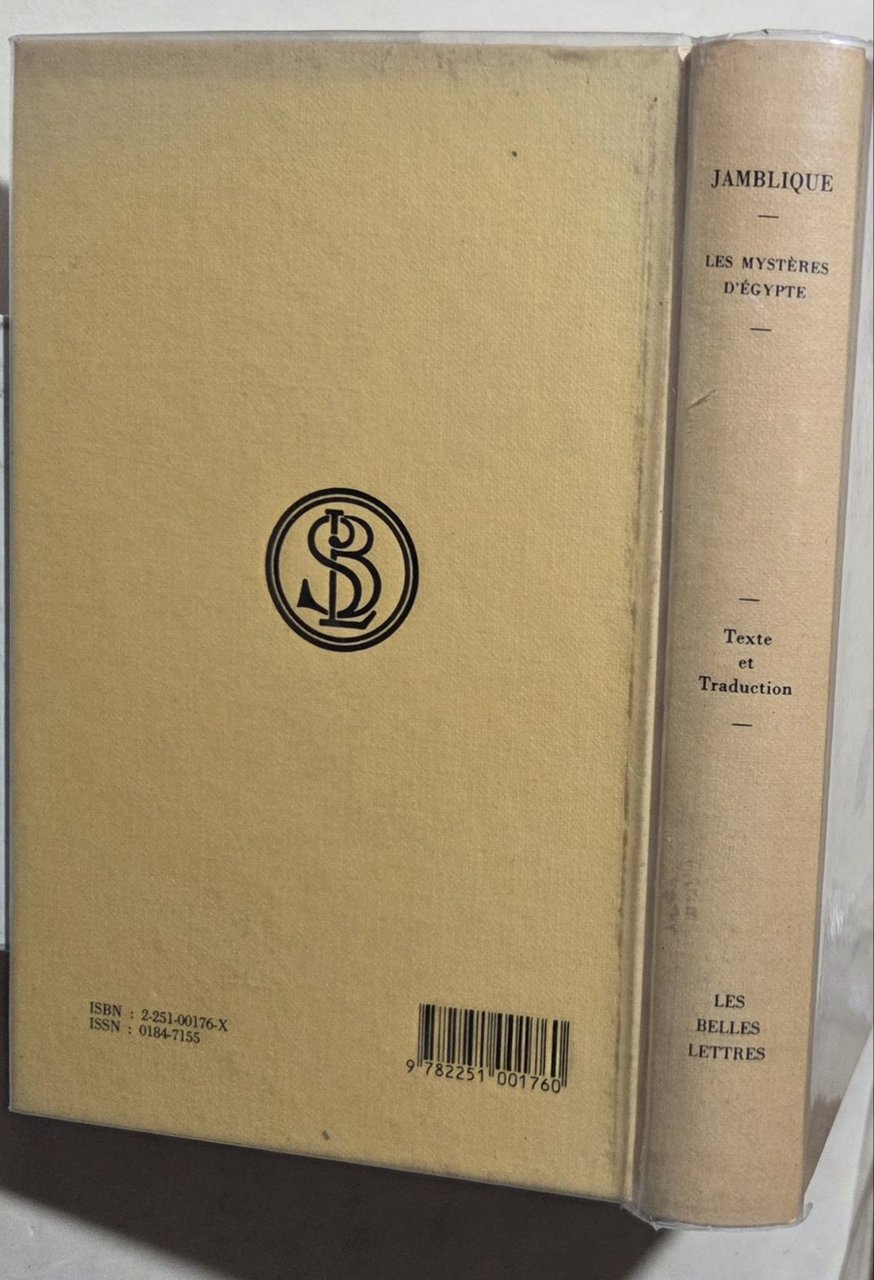 JAMBLIQUE
LES MYSTÈRES
D'ÉGYPTE
Texte
et
Traduction
LES
BELLES
LETTRES
SBL
ISBN : 2-251-00176-X
ISSN : 0184-7155
9 782251 001760